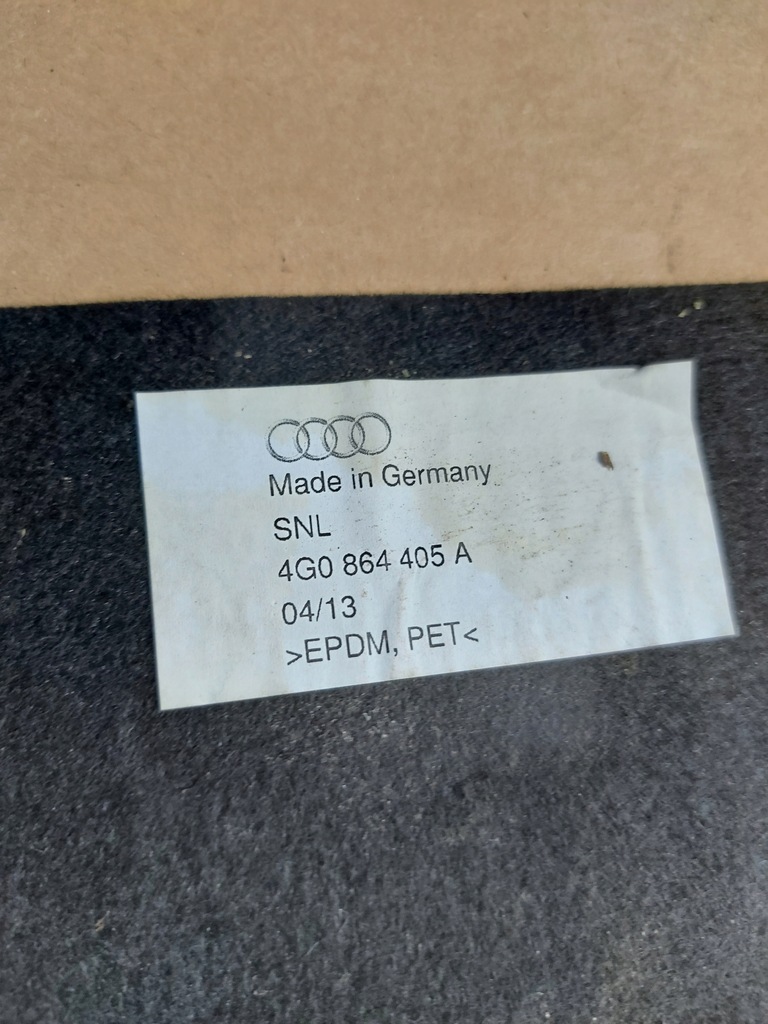 Made in Germany
SNL
4G0 864 405 A
04/13
>EPDM, PET<